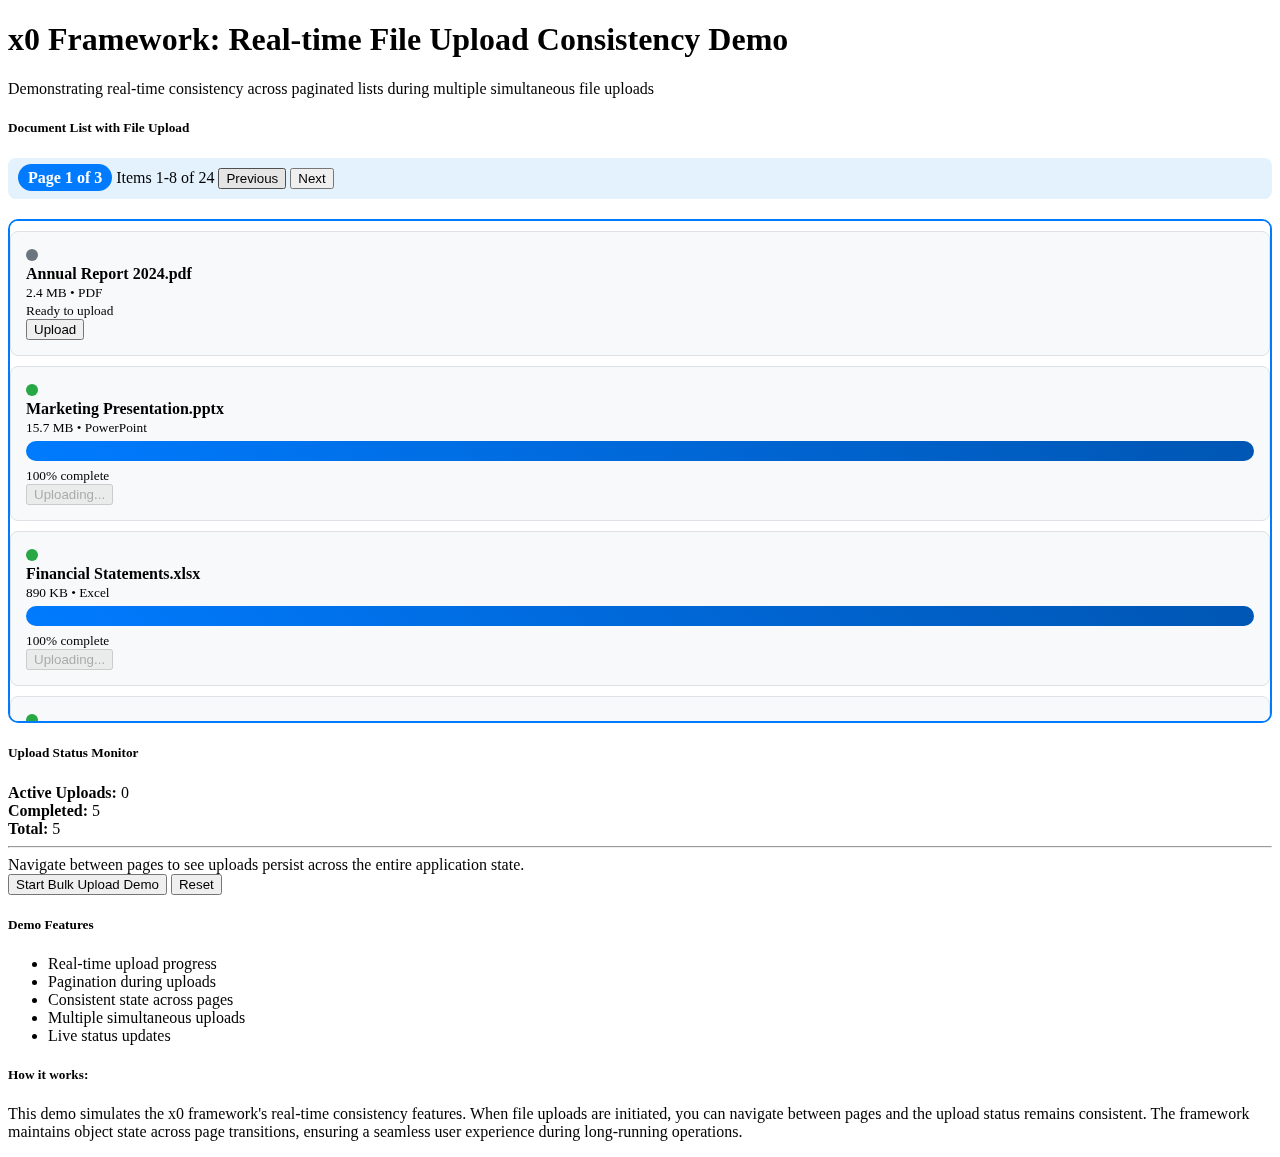 x0 Framework: Real-time File Upload Consistency Demo
Demonstrating real-time consistency across paginated lists during multiple simultaneous file uploads
Document List with File Upload
Page 1 of 3 Items 1-8 of 24 Previous Next
Annual Report 2024.pdf
2.4 MB • PDF
Ready to upload
Upload
Marketing Presentation.pptx
15.7 MB • PowerPoint
100% complete
Uploading...
Financial Statements.xlsx
890 KB • Excel
100% complete
Uploading...
Upload Status Monitor
Active Uploads: 0
Completed: 5
Total: 5
Navigate between pages to see uploads persist across the entire application state.
Start Bulk Upload Demo Reset
Demo Features
• Real-time upload progress
• Pagination during uploads
• Consistent state across pages
• Multiple simultaneous uploads
• Live status updates
How it works:
This demo simulates the x0 framework's real-time consistency features. When file uploads are initiated, you can navigate between pages and the upload status remains consistent. The framework
maintains object state across page transitions, ensuring a seamless user experience during long-running operations.